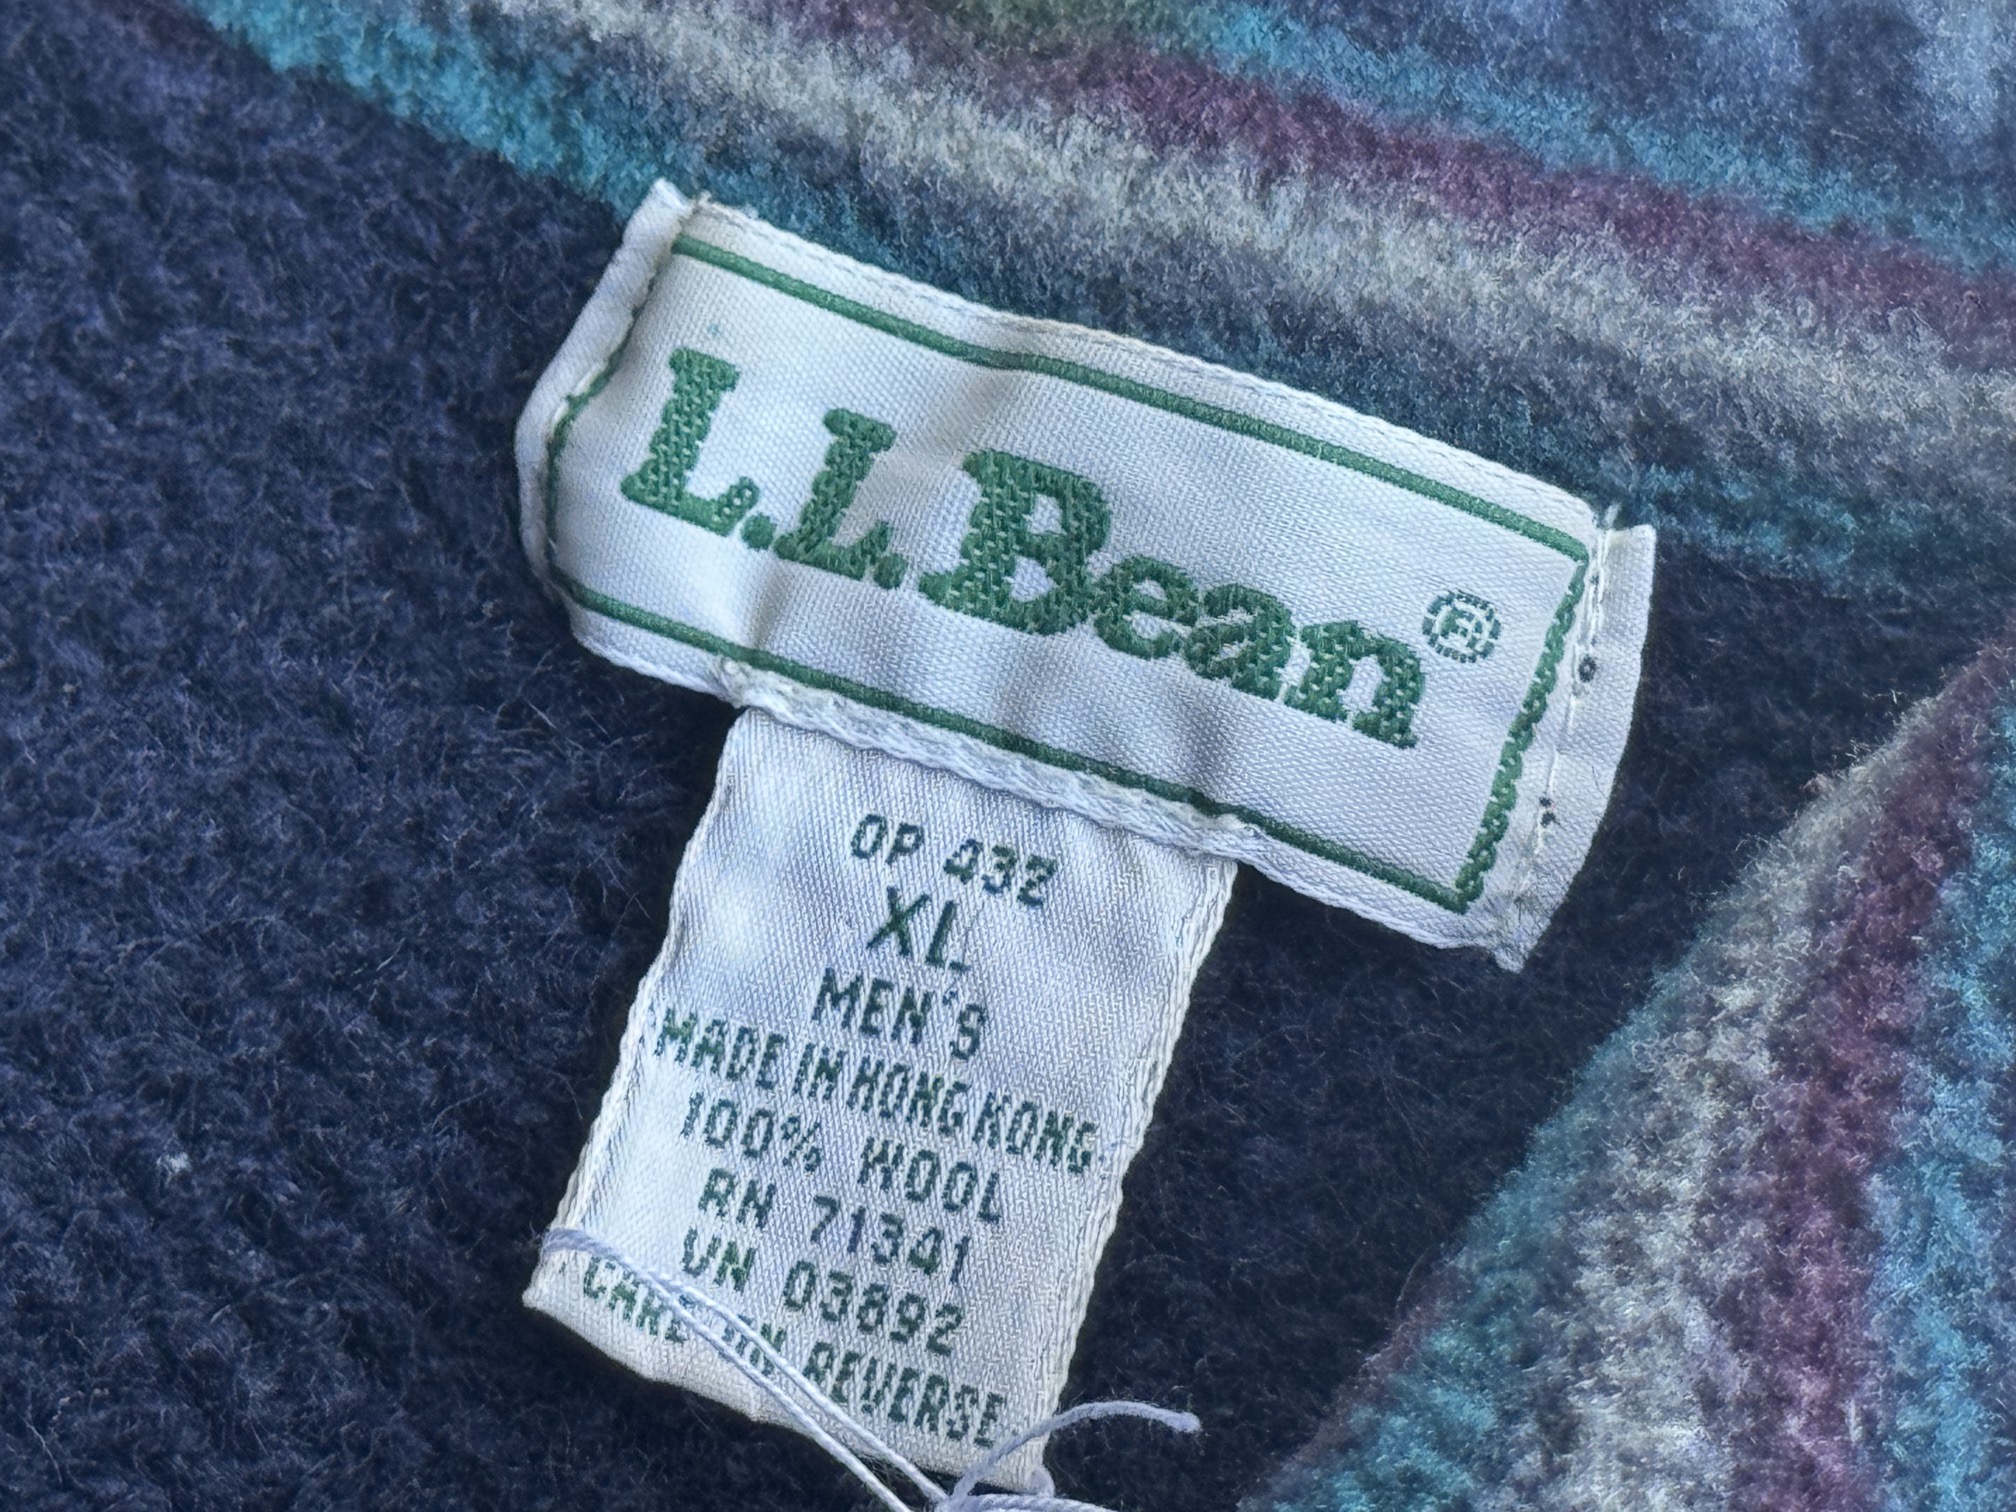 L.L.Bean®
OP 432
XL
MEN'S
MADE IN HONG KONG
100% WOOL
RN 71341
VN 03892
CARE ON REVERSE